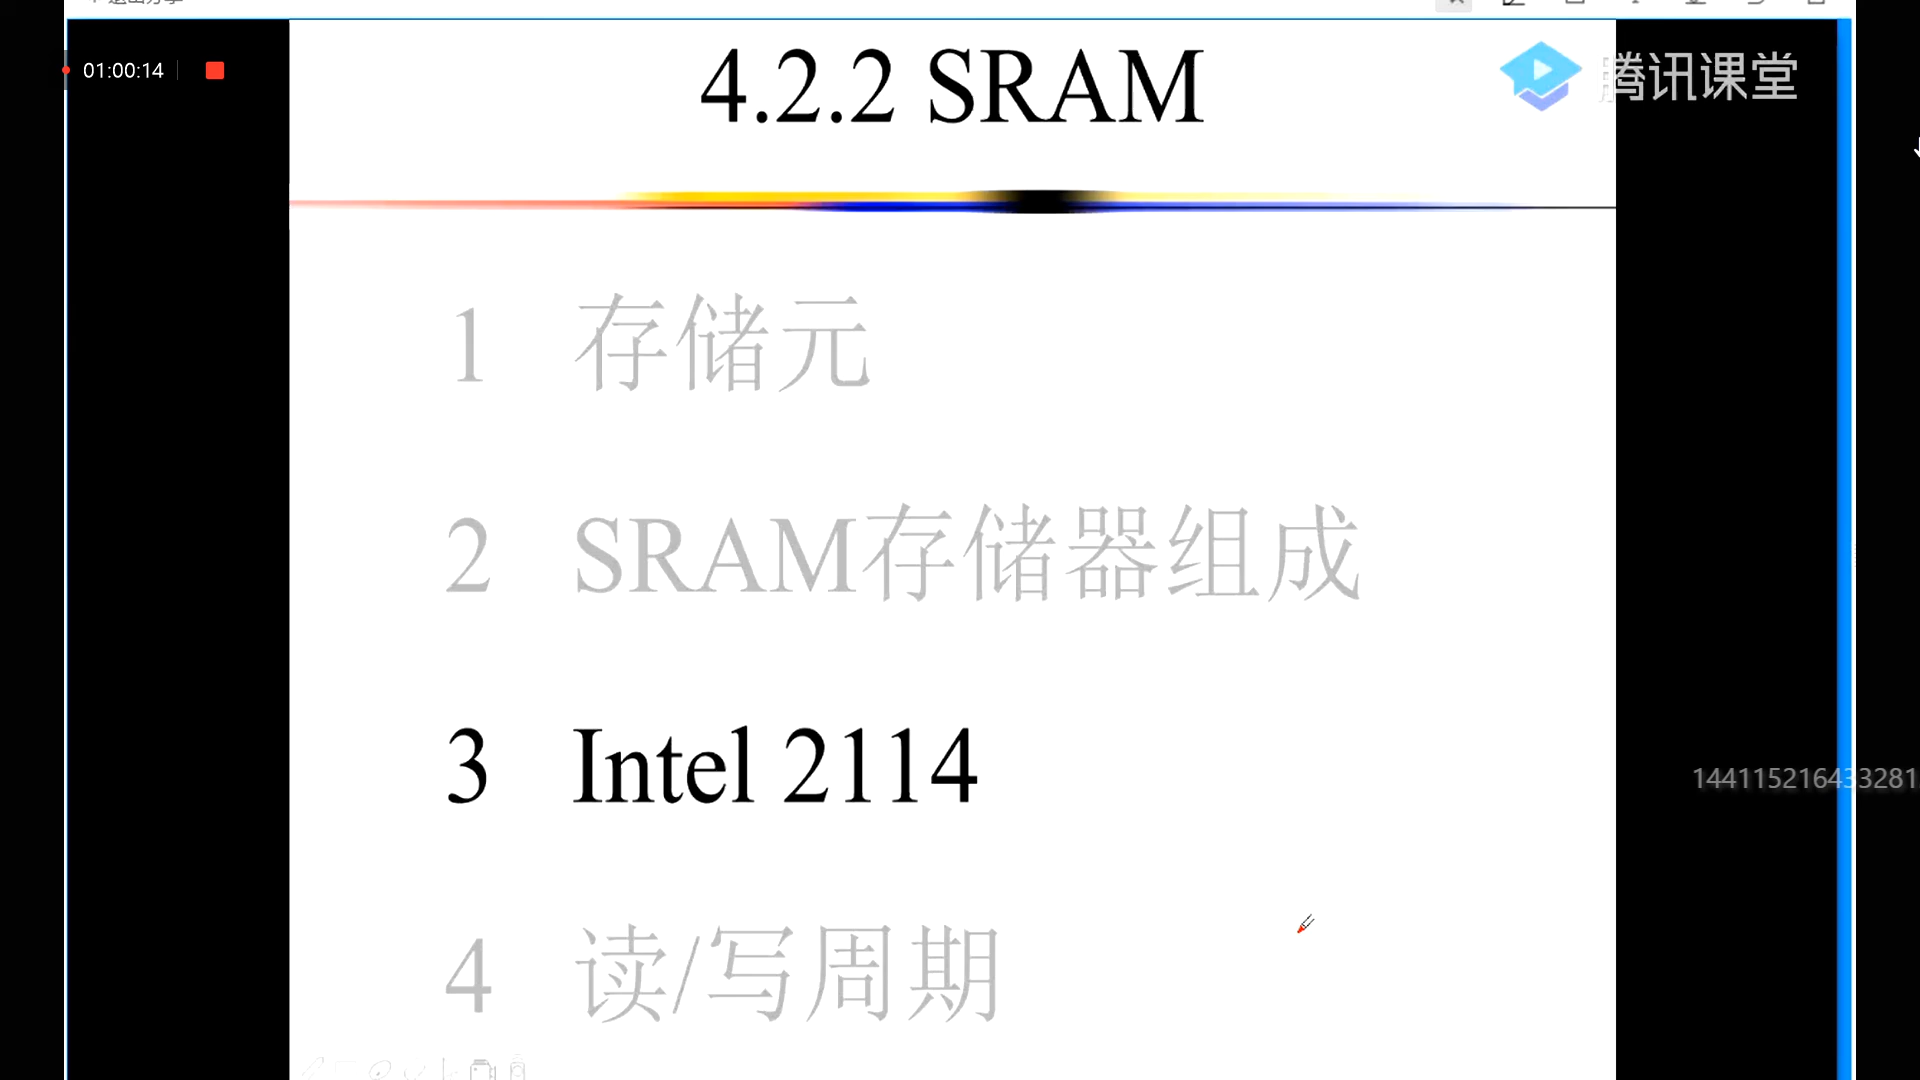 01:00:14
4.2.2 SRAM
腾讯课堂
1 存储元
2 SRAM存储器组成
3 Intel 2114
144115216433281
4 读/写周期